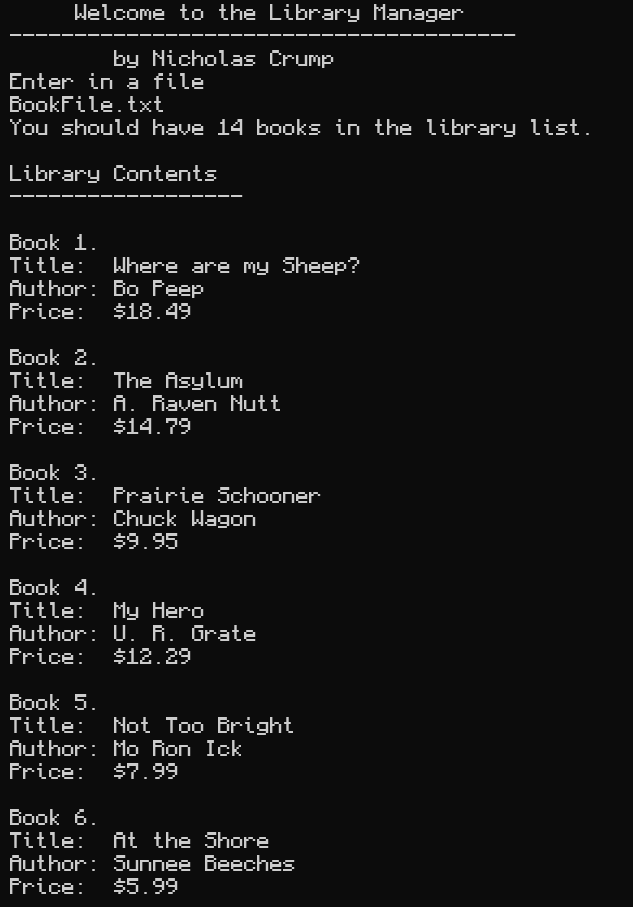 Welcome to the Library Manager
---------------------------------------
by Nicholas Crump
Enter in a file
BookFile.txt
You should have 14 books in the library list.
Library Contents
------------------
Book 1.
Title:  Where are my Sheep?
Author: Bo Peep
Price:  $18.49
Book 2.
Title:  The Asylum
Author: A. Raven Nutt
Price:  $14.79
Book 3.
Title:  Prairie Schooner
Author: Chuck Wagon
Price:  $9.95
Book 4.
Title:  My Hero
Author: U. R. Grate
Price:  $12.29
Book 5.
Title:  Not Too Bright
Author: Mo Ron Ick
Price:  $7.99
Book 6.
Title:  At the Shore
Author: Sunnee Beeches
Price:  $5.99